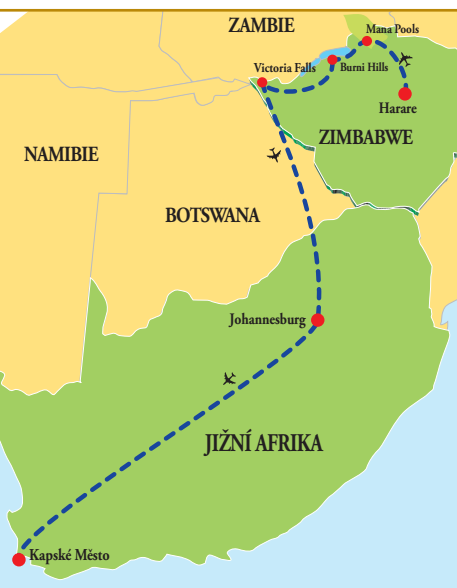 ZAMBIE
Mana Pools
Victoria Falls
Burni Hills
Harare
ZIMBABWE
NAMIBIE
BOTSWANA
Johannesburg
JIŽNÍ AFRIKA
Kapské Město